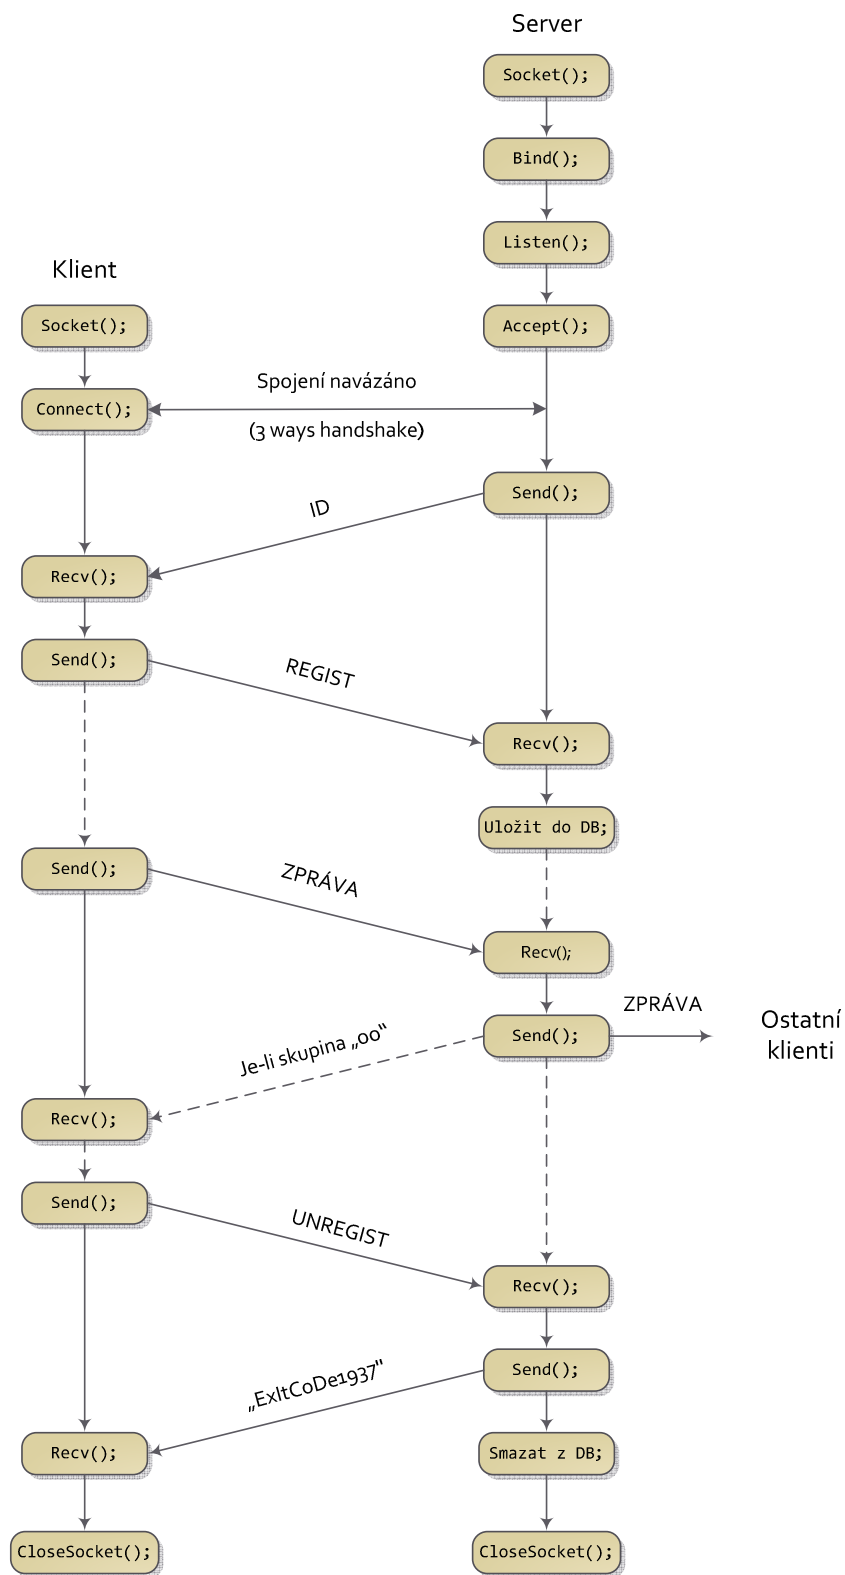 Server
Socket();
Bind();
Listen();
Klient
Socket();
Accept();
Spojení navázáno
Connect();
(3 ways handshake)
Send();
ID
Recv();
Send();
REGIST
Recv();
Uložit do DB;
Send();
ZPRÁVA
Recv();
ZPRÁVA
Send();
Ostatní
klienti
Je-li skupina „00“
Recv();
Send();
UNREGIST
Recv();
Send();
„ExItCoDe1937“
Recv();
Smazat z DB;
CloseSocket();
CloseSocket();